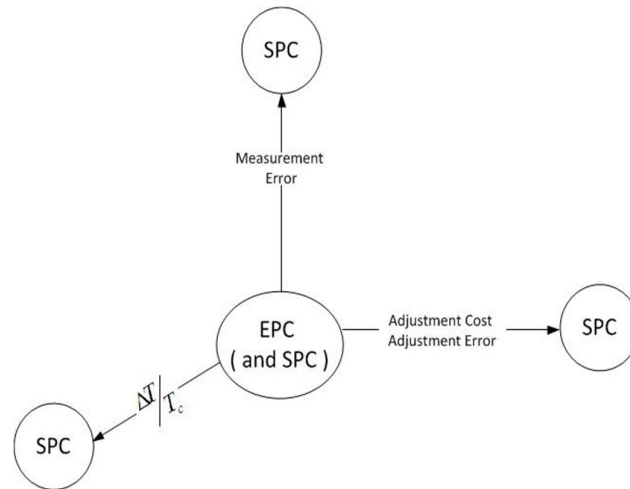 SPC
Measurement
Error
EPC
( and SPC )
Adjustment Cost
Adjustment Error
SPC
ΔT
T c
SPC